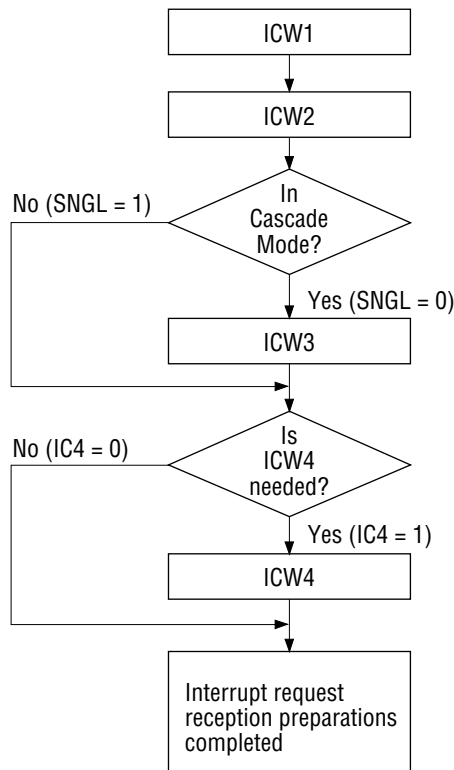 ICW1
ICW2
In
Cascade
Mode?
No (SNGL = 1)
Yes (SNGL = 0)
ICW3
Is
ICW4
needed?
No (IC4 = 0)
Yes (IC4 = 1)
ICW4
Interrupt request
reception preparations
completed